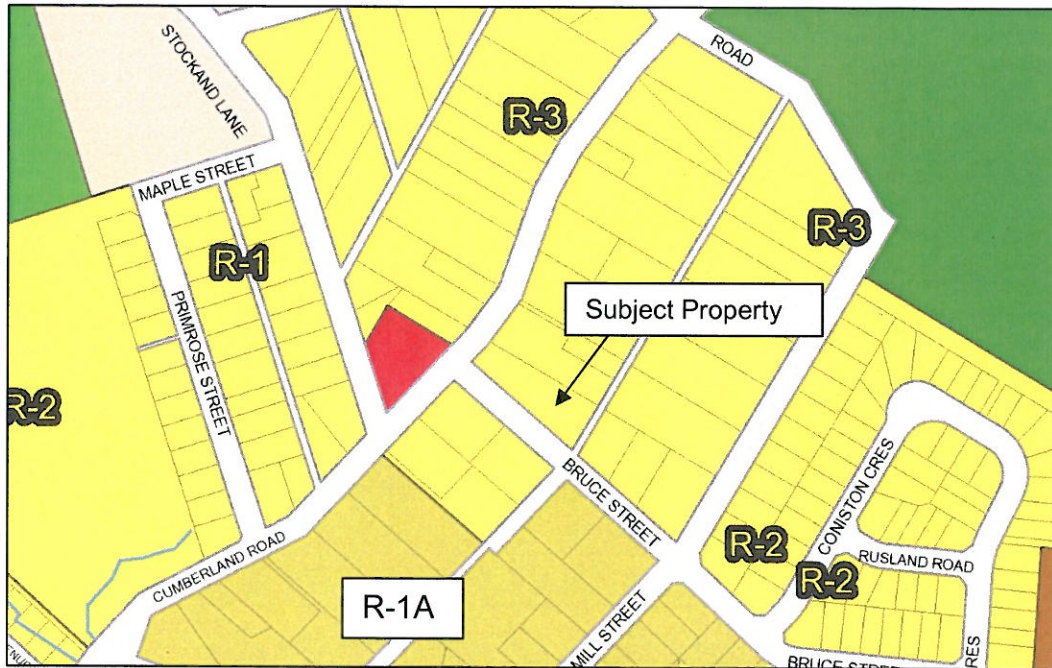 STOCKAND LANE
ROAD
R-3
MAPLE STREET
R-1
R-3
PRIMROSE STREET
Subject Property
R-2
BRUCE STREET
CONISTON CRES
R-2
RUSLAND ROAD
R-2
CUMBERLAND ROAD
R-1A
MILL STREET
BRUCE STREET
RES